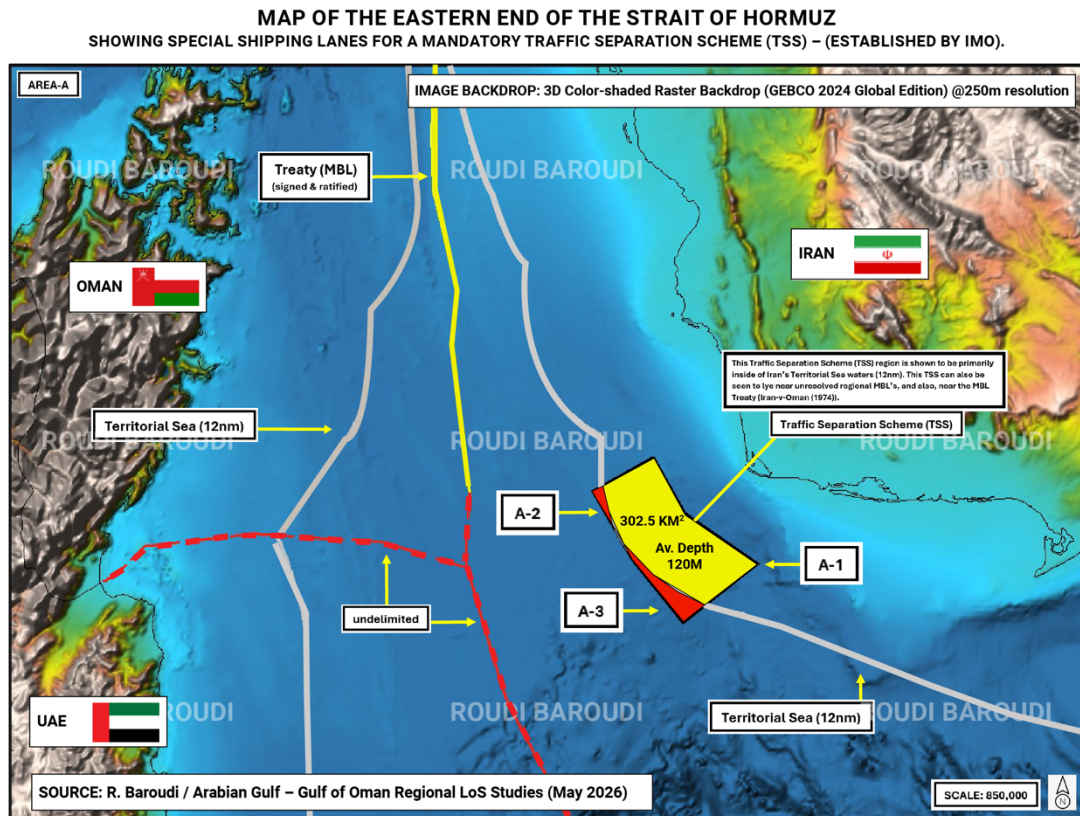 MAP OF THE EASTERN END OF THE STRAIT OF HORMUZ
SHOWING SPECIAL SHIPPING LANES FOR A MANDATORY TRAFFIC SEPARATION SCHEME (TSS) – (ESTABLISHED BY IMO).
AREA-A
IMAGE BACKDROP: 3D Color-shaded Raster Backdrop (GEBCO 2024 Global Edition) @250m resolution
ROUDI BAROUDI
ROUDI BAROUDI
ROUDI BAROUDI
Treaty (MBL)
(signed & ratified)
OMAN
IRAN
This Traffic Separation Scheme (TSS) region is shown to be primarily
inside of Iran's Territorial Sea waters (12nm). This TSS can also be
seen to lye near unresolved regional MBL's, and also, near the MBL
Treaty (Iran-v-Oman (1974)).
Traffic Separation Scheme (TSS)
Territorial Sea (12nm)
ROUDI BAROUDI
ROUDI BAROUDI
ROUDI BAROUDI
A-2
302.5 KM²
Av. Depth
120M
A-1
A-3
undelimited
UAE
ROUDI BAROUDI
ROUDI BAROUDI
ROUDI BAROUDI
Territorial Sea (12nm)
SOURCE: R. Baroudi / Arabian Gulf – Gulf of Oman Regional LoS Studies (May 2026)
SCALE: 850,000
N